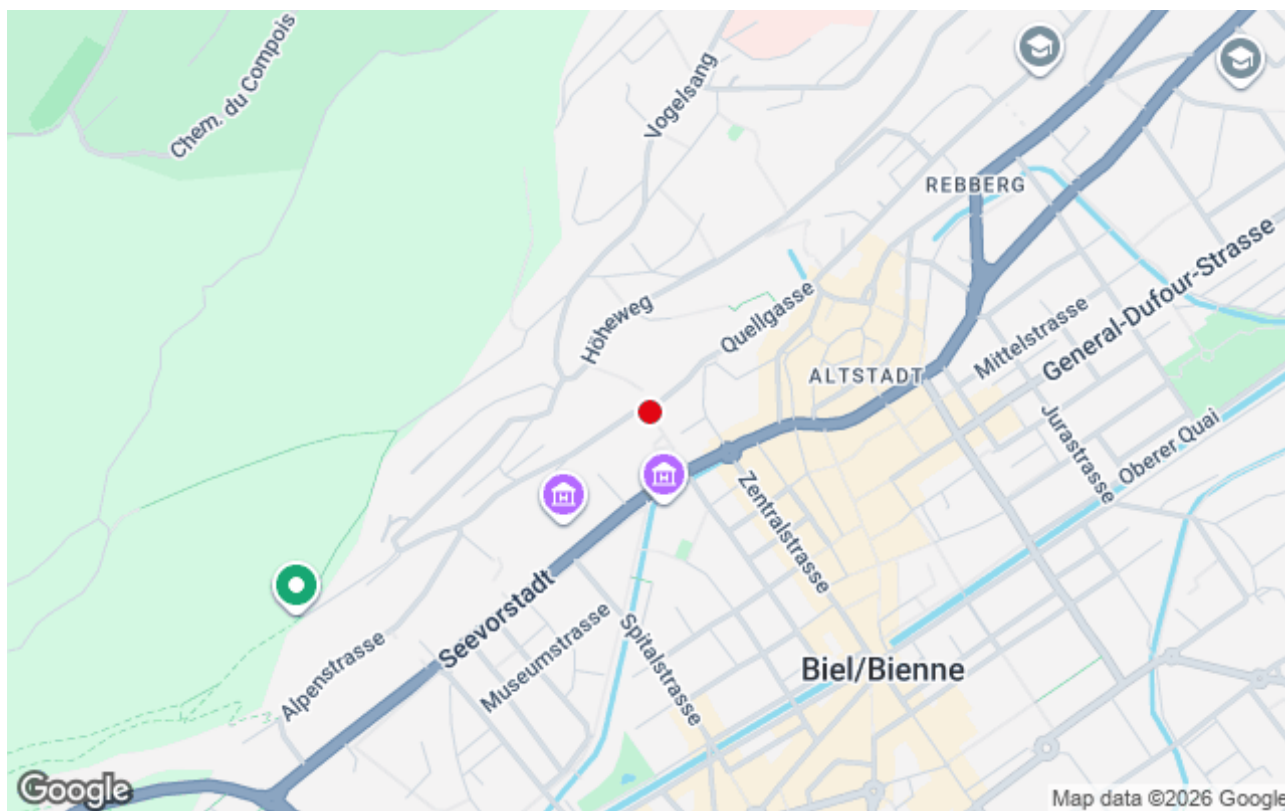 Chem. du Compois
Vogelsang
REBBERG
General-Dufour-Strasse
Mittelstrasse
Höheweg
Quellgasse
ALTSTADT
Jurastrasse
Oberer Quai
Zentralstrasse
Seevorstadt
Museumstrasse
Spitalstrasse
Alpenstrasse
Biel/Bienne
Google
Map data ©2026 Google